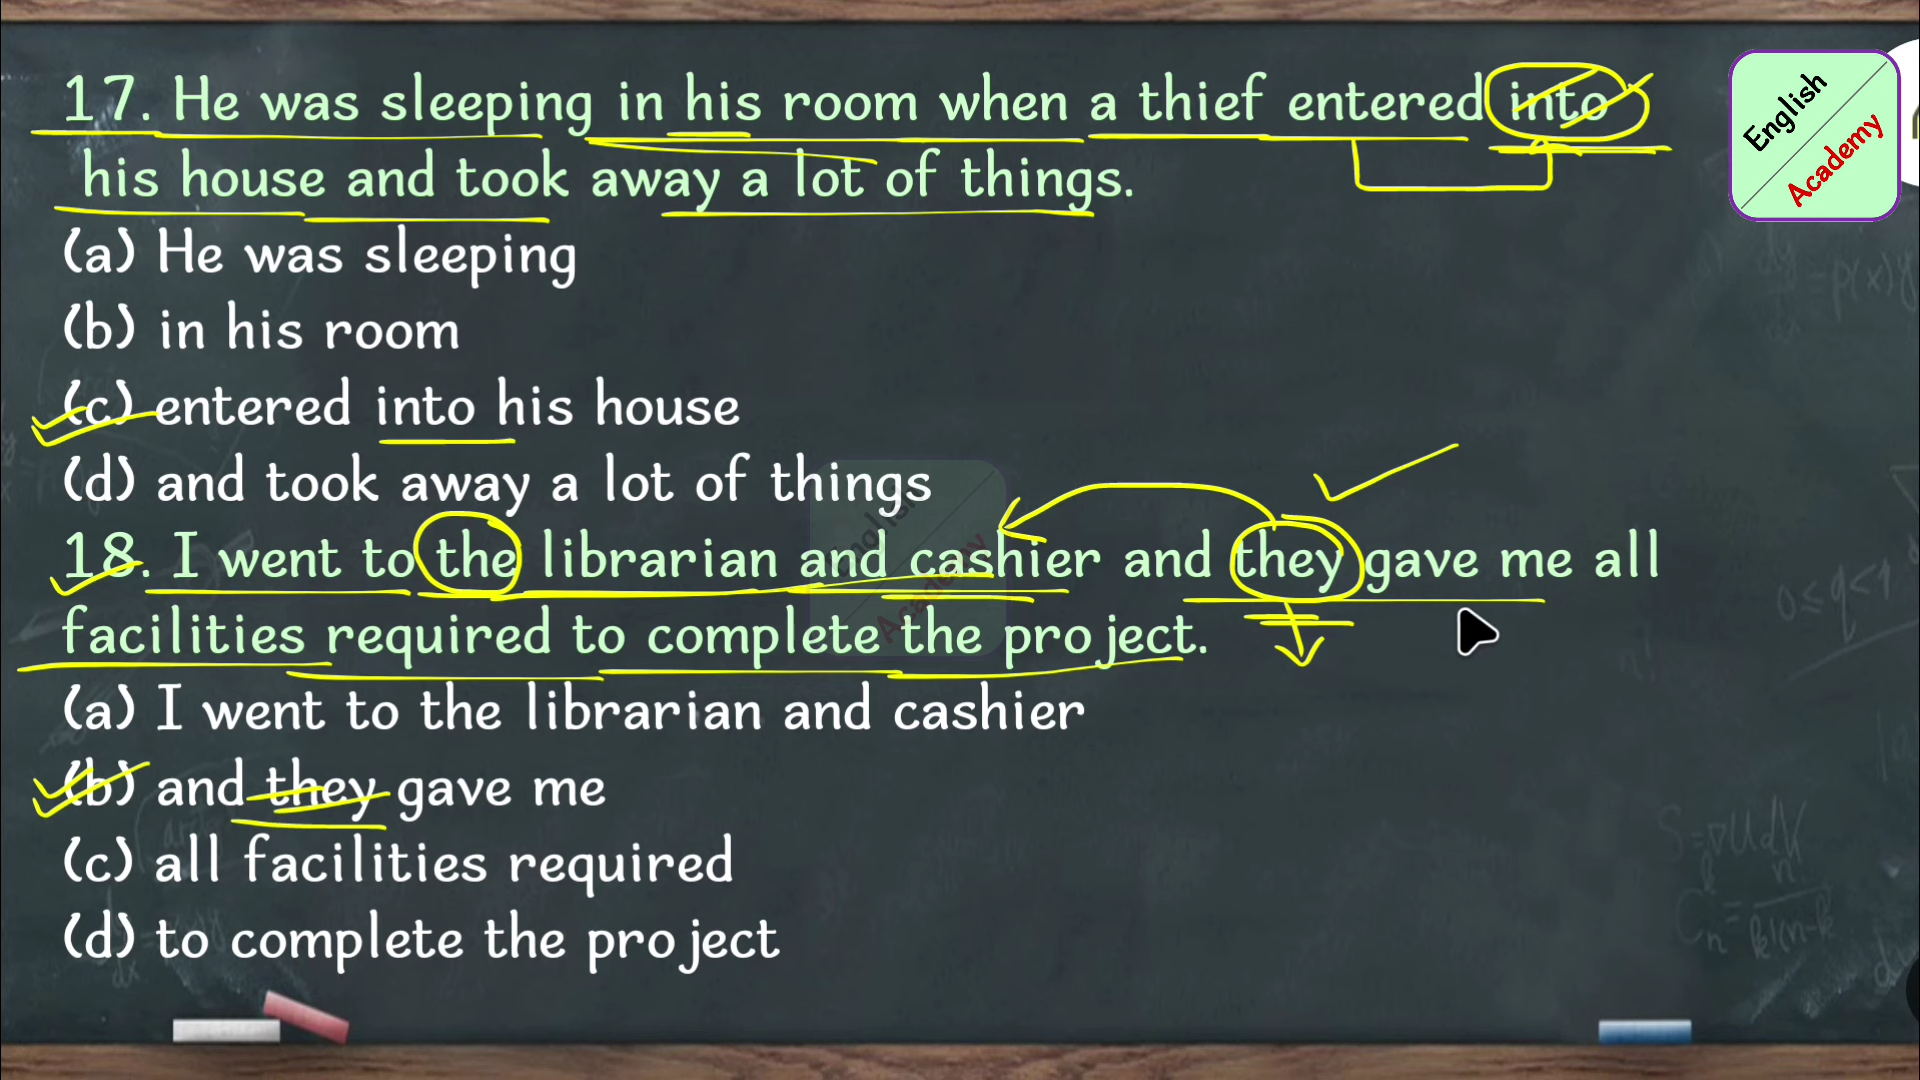 17. He was sleeping in his room when a thief entered into
his house and took away a lot of things.
(a) He was sleeping
(b) in his room
(c) entered into his house
(d) and took away a lot of things
18. I went to the librarian and cashier and they gave me all
facilities required to complete the project.
(a) I went to the librarian and cashier
(b) and they gave me
(c) all facilities required
(d) to complete the project
English
Academy